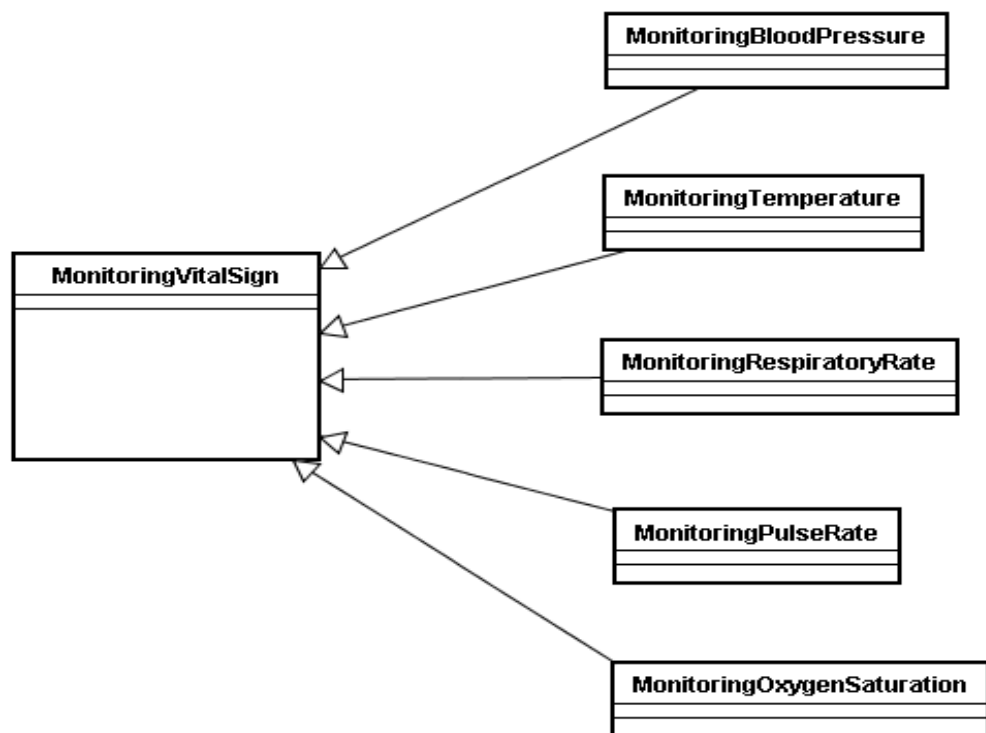 MonitoringBloodPressure
MonitoringTemperature
MonitoringVitalSign
MonitoringRespiratoryRate
MonitoringPulseRate
MonitoringOxygenSaturation